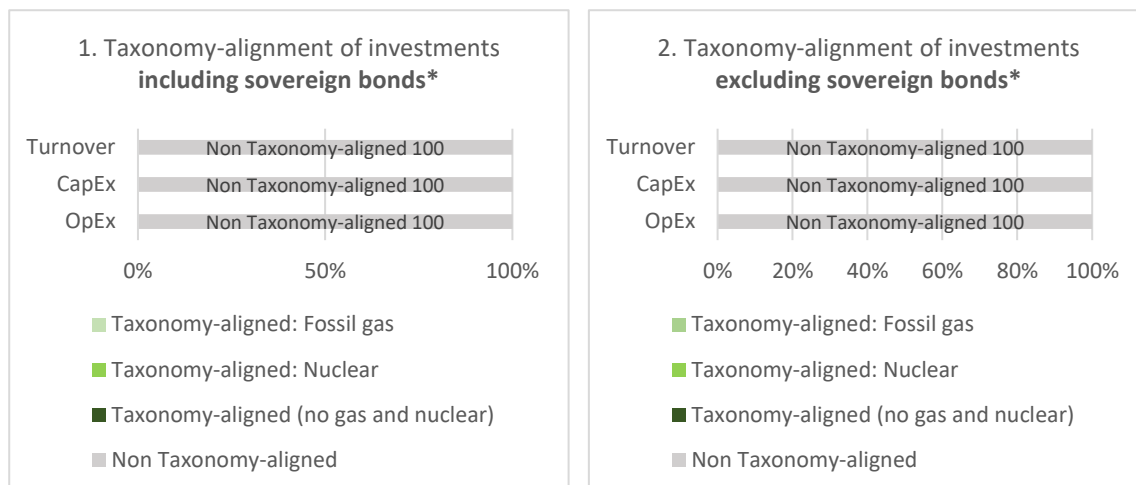 1. Taxonomy-alignment of investments
including sovereign bonds*
Turnover
Non Taxonomy-aligned 100
CapEx
Non Taxonomy-aligned 100
OpEx
Non Taxonomy-aligned 100
0% 50% 100%
Taxonomy-aligned: Fossil gas
Taxonomy-aligned: Nuclear
Taxonomy-aligned (no gas and nuclear)
Non Taxonomy-aligned
2. Taxonomy-alignment of investments
excluding sovereign bonds*
Turnover
Non Taxonomy-aligned 100
CapEx
Non Taxonomy-aligned 100
OpEx
Non Taxonomy-aligned 100
0% 20% 40% 60% 80% 100%
Taxonomy-aligned: Fossil gas
Taxonomy-aligned: Nuclear
Taxonomy-aligned (no gas and nuclear)
Non Taxonomy-aligned